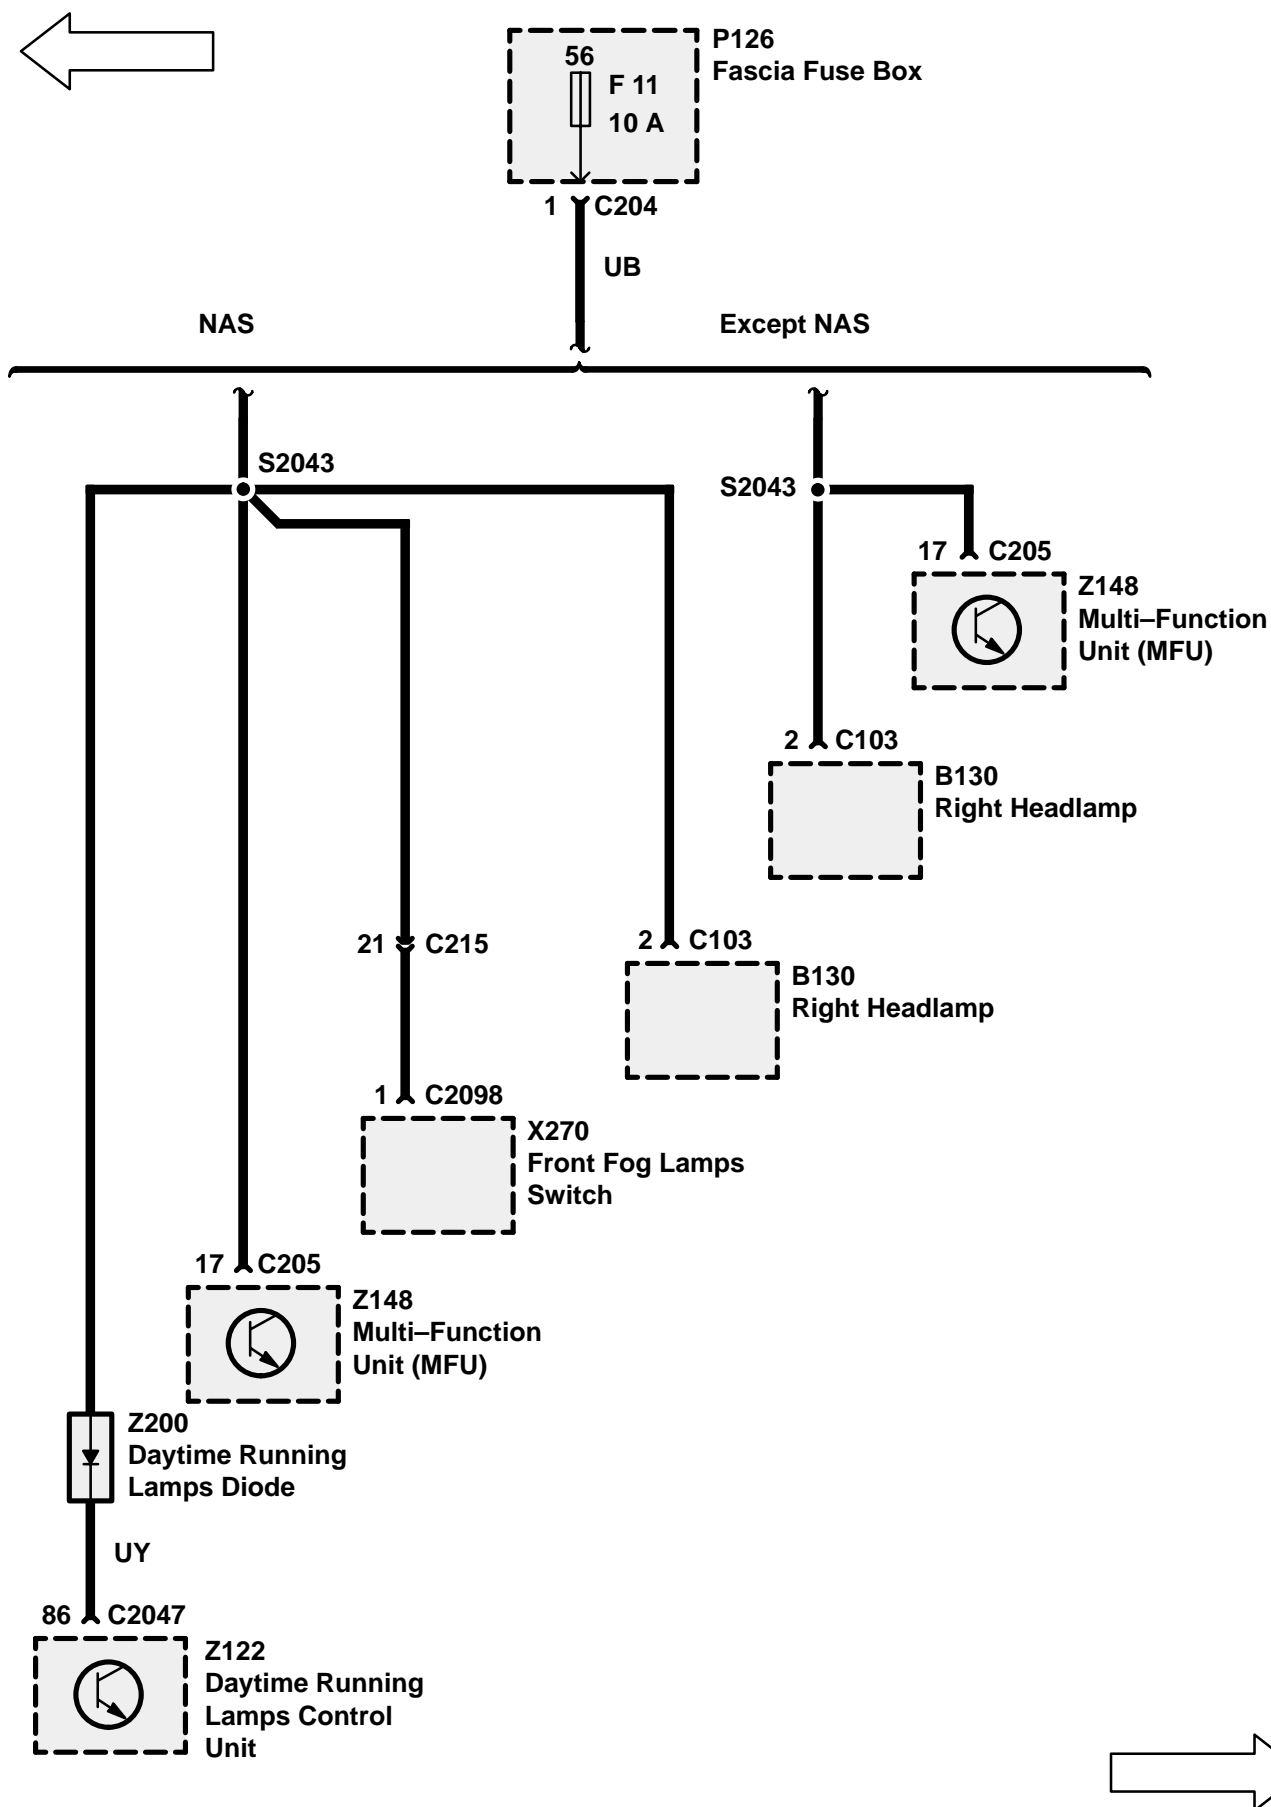 P126
Fascia Fuse Box
56
F 11
10 A
1 C204
UB
NAS
Except NAS
S2043
S2043
17 C205
Z148
Multi–Function
Unit (MFU)
2 C103
B130
Right Headlamp
21 C215
2 C103
B130
Right Headlamp
1 C2098
X270
Front Fog Lamps
Switch
17 C205
Z148
Multi–Function
Unit (MFU)
Z200
Daytime Running
Lamps Diode
UY
86 C2047
Z122
Daytime Running
Lamps Control
Unit